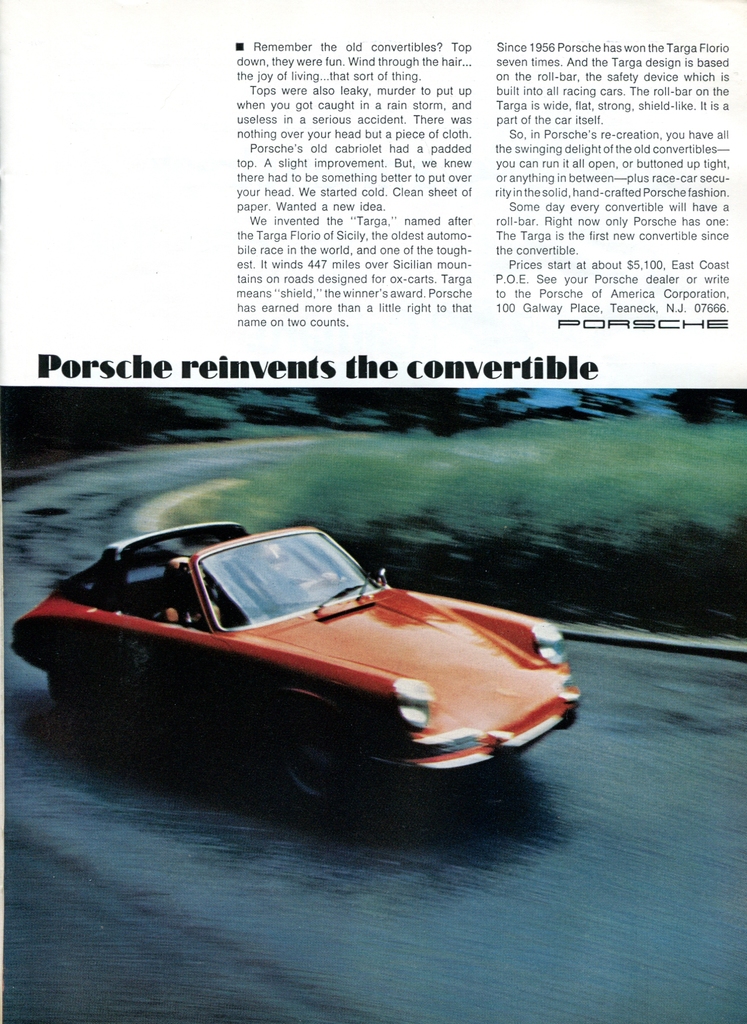 ■ Remember the old convertibles? Top
down, they were fun. Wind through the hair...
the joy of living...that sort of thing.
Tops were also leaky, murder to put up
when you got caught in a rain storm, and
useless in a serious accident. There was
nothing over your head but a piece of cloth.
Porsche's old cabriolet had a padded
top. A slight improvement. But, we knew
there had to be something better to put over
your head. We started cold. Clean sheet of
paper. Wanted a new idea.
We invented the "Targa," named after
the Targa Florio of Sicily, the oldest automo-
bile race in the world, and one of the tough-
est. It winds 447 miles over Sicilian moun-
tains on roads designed for ox-carts. Targa
means "shield," the winner's award. Porsche
has earned more than a little right to that
name on two counts.
Since 1956 Porsche has won the Targa Florio
seven times. And the Targa design is based
on the roll-bar, the safety device which is
built into all racing cars. The roll-bar on the
Targa is wide, flat, strong, shield-like. It is a
part of the car itself.
So, in Porsche's re-creation, you have all
the swinging delight of the old convertibles—
you can run it all open, or buttoned up tight,
or anything in between—plus race-car secu-
rity in the solid, hand-crafted Porsche fashion.
Some day every convertible will have a
roll-bar. Right now only Porsche has one:
The Targa is the first new convertible since
the convertible.
Prices start at about $5,100, East Coast
P.O.E. See your Porsche dealer or write
to the Porsche of America Corporation,
100 Galway Place, Teaneck, N.J. 07666.
PORSCHE
Porsche reinvents the convertible